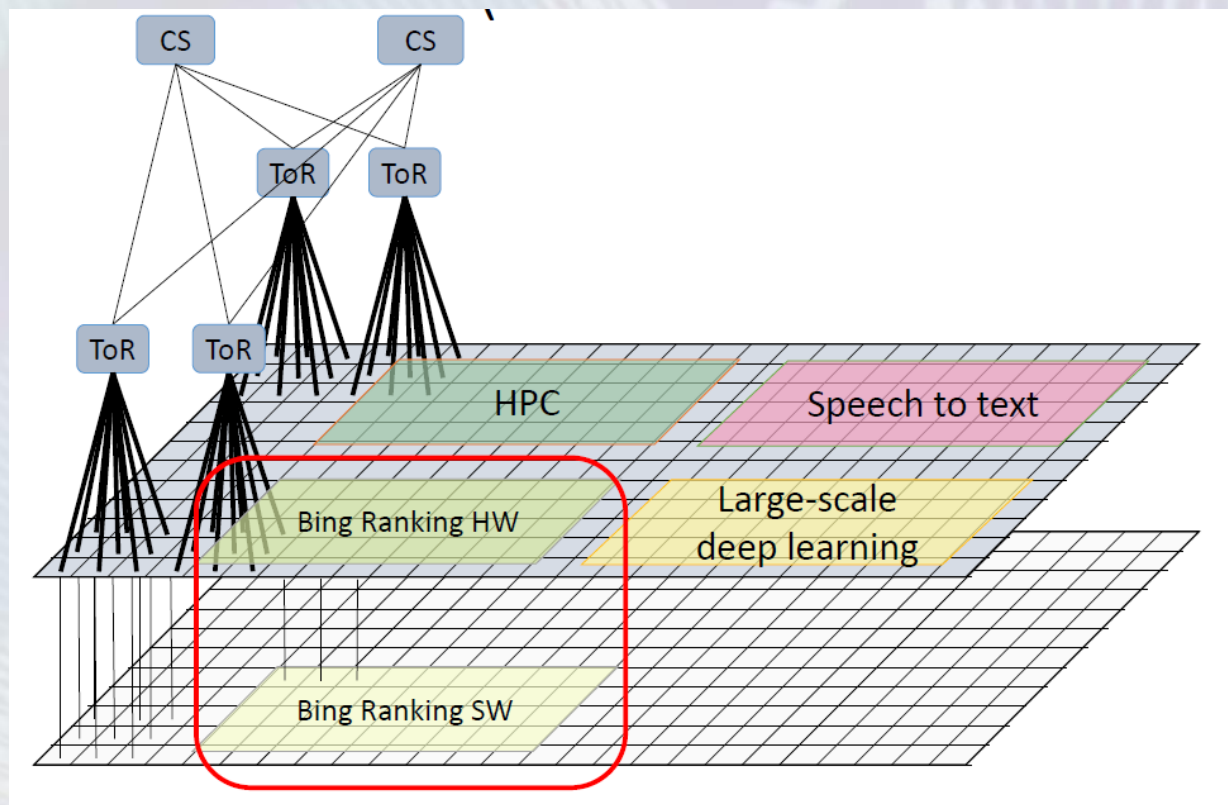 CS
CS
ToR
ToR
ToR
ToR
HPC
Speech to text
Bing Ranking HW
Large-scale
deep learning
Bing Ranking SW